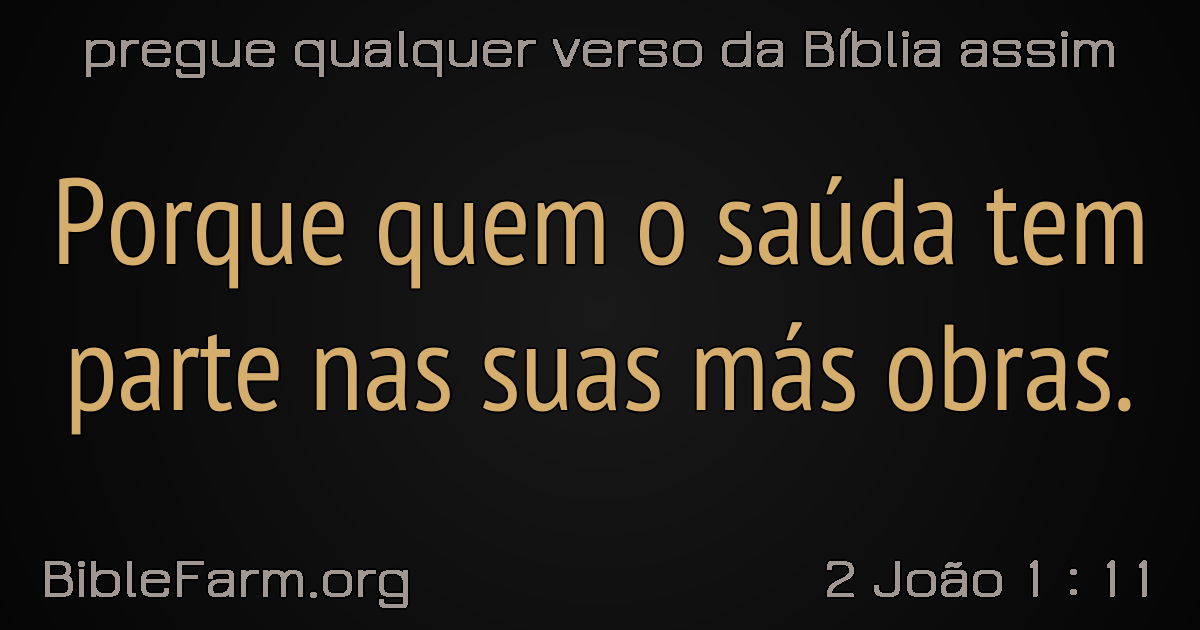 pregue qualquer verso da Bíblia assim
Porque quem o saúda tem
parte nas suas más obras.
BibleFarm.org
2 João 1 : 11